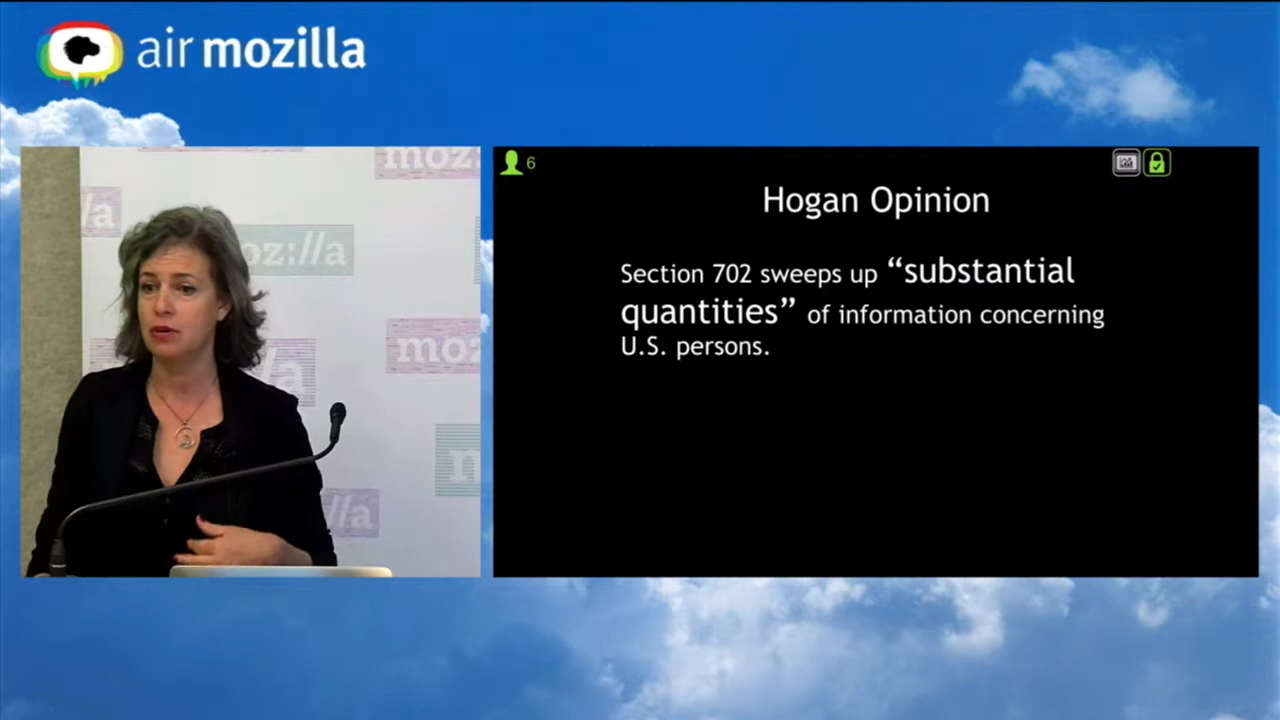 air mozilla
moz:
/a
oz://a
moz
/a
//a
6
Hogan Opinion
Section 702 sweeps up “substantial
quantities” of information concerning
U.S. persons.